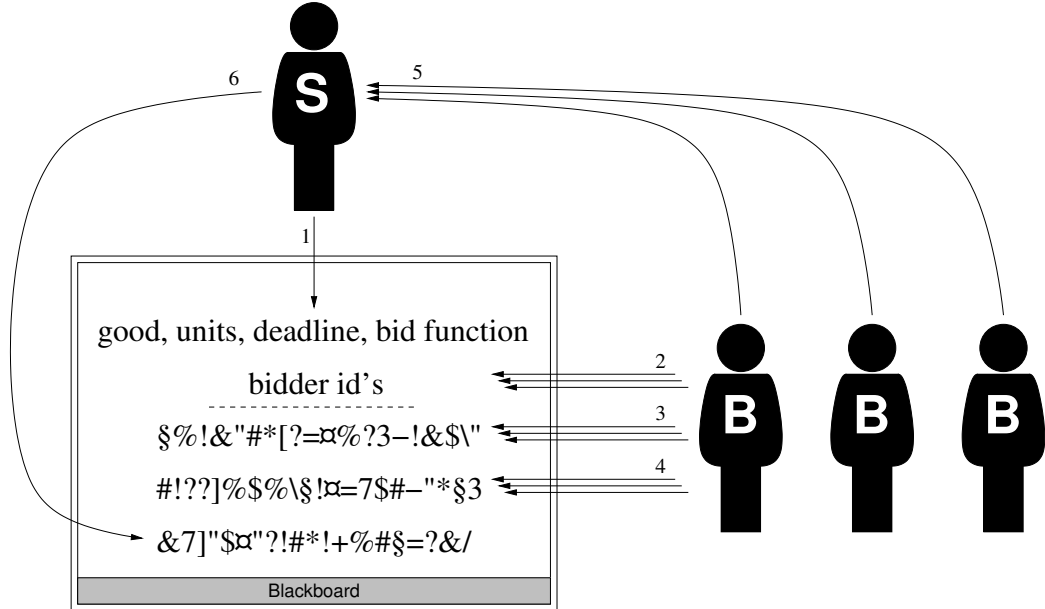 6
5
S
1
good, units, deadline, bid function
2
bidder id's
B B B
3
§%!&"#*[?=¤%?3−!&$\"
4
#!??]%$%\§!¤=7$#−"*§3
&7]"$¤"?!#*!+%#§=?&/
Blackboard